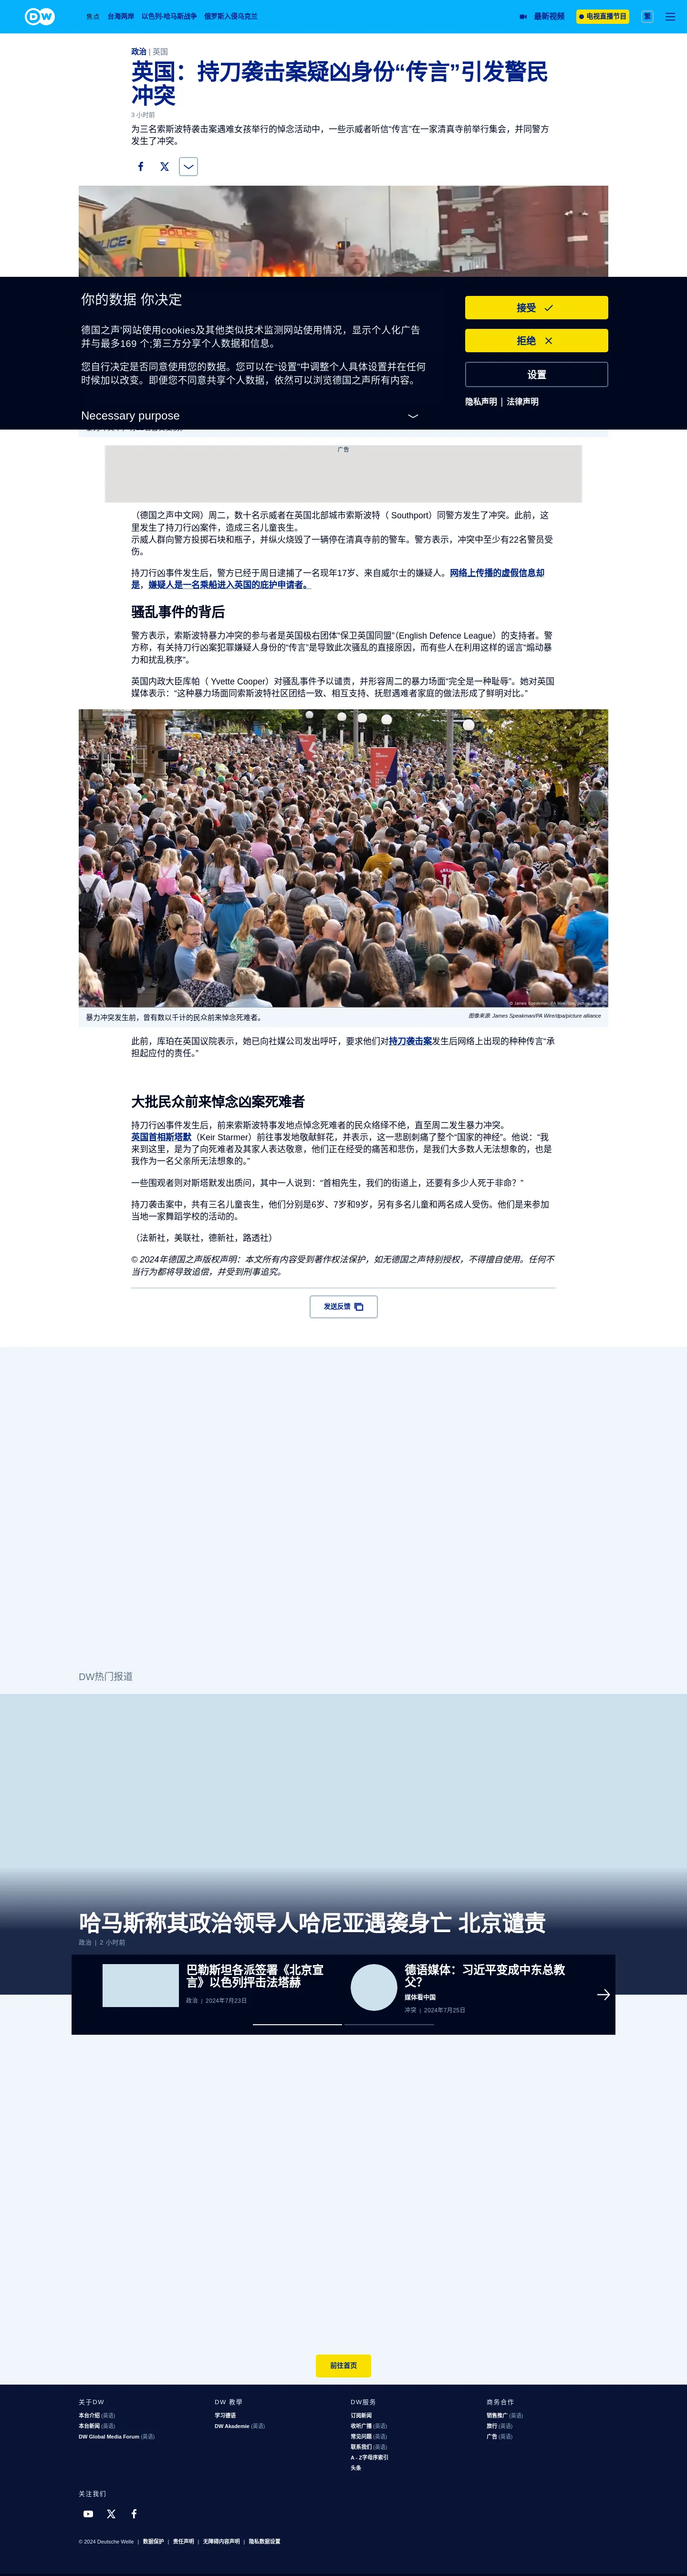 DW
焦点 台海两岸 以色列-哈马斯战争 俄罗斯入侵乌克兰 最新视频 电视直播节目 繁
政治 | 英国
英国：持刀袭击案疑凶身份“传言”引发警民
冲突
3 小时前
为三名索斯波特袭击案遇难女孩举行的悼念活动中，一些示威者听信“传言”在一家清真寺前举行集会，并同警方
发生了冲突。
POLICE
POLICE
你的数据 你决定
德国之声'网站使用cookies及其他类似技术监测网站使用情况，显示个人化广告
并与最多169 个;第三方分享个人数据和信息。
您自行决定是否同意使用您的数据。您可以在“设置”中调整个人具体设置并在任何
时候加以改变。即便您不同意共享个人数据，依然可以浏览德国之声所有内容。
Necessary purpose
接受
拒绝
设置
隐私声明 | 法律声明
广告
（德国之声中文网）周二，数十名示威者在英国北部城市索斯波特（ Southport）同警方发生了冲突。此前，这
里发生了持刀行凶案件，造成三名儿童丧生。
示威人群向警方投掷石块和瓶子，并纵火烧毁了一辆停在清真寺前的警车。警方表示，冲突中至少有22名警员受
伤。
持刀行凶事件发生后，警方已经于周日逮捕了一名现年17岁、来自威尔士的嫌疑人。网络上传播的虚假信息却
是，嫌疑人是一名乘船进入英国的庇护申请者。
骚乱事件的背后
警方表示，索斯波特暴力冲突的参与者是英国极右团体“保卫英国同盟”（English Defence League）的支持者。警
方称，有关持刀行凶案犯罪嫌疑人身份的“传言”是导致此次骚乱的直接原因，而有些人在利用这样的谣言“煽动暴
力和扰乱秩序”。
英国内政大臣库帕（ Yvette Cooper）对骚乱事件予以谴责，并形容周二的暴力场面“完全是一种耻辱”。她对英国
媒体表示：“这种暴力场面同索斯波特社区团结一致、相互支持、抚慰遇难者家庭的做法形成了鲜明对比。”
© James Speakman/PA Wire/dpa/picture alliance
暴力冲突发生前，曾有数以千计的民众前来悼念死难者。 图像来源: James Speakman/PA Wire/dpa/picture alliance
此前，库珀在英国议院表示，她已向社媒公司发出呼吁，要求他们对持刀袭击案发生后网络上出现的种种传言“承
担起应付的责任。”
大批民众前来悼念凶案死难者
持刀行凶事件发生后，前来索斯波特事发地点悼念死难者的民众络绎不绝，直至周二发生暴力冲突。
英国首相斯塔默（Keir Starmer）前往事发地敬献鲜花，并表示，这一悲剧刺痛了整个“国家的神经”。他说：“我
来到这里，是为了向死难者及其家人表达敬意，他们正在经受的痛苦和悲伤，是我们大多数人无法想象的，也是
我作为一名父亲所无法想象的。”
一些围观者则对斯塔默发出质问，其中一人说到：“首相先生，我们的街道上，还要有多少人死于非命？”
持刀袭击案中，共有三名儿童丧生，他们分别是6岁、7岁和9岁，另有多名儿童和两名成人受伤。他们是来参加
当地一家舞蹈学校的活动的。
（法新社，美联社，德新社，路透社）
© 2024年德国之声版权声明：本文所有内容受到著作权法保护，如无德国之声特别授权，不得擅自使用。任何不
当行为都将导致追偿，并受到刑事追究。
发送反馈
DW热门报道
哈马斯称其政治领导人哈尼亚遇袭身亡 北京谴责
政治 | 2 小时前
巴勒斯坦各派签署《北京宣
言》以色列抨击法塔赫
政治 | 2024年7月23日
德语媒体：习近平变成中东总教
父?
媒体看中国
冲突 | 2024年7月25日
前往首页
关于DW
本台介绍 (英语)
本台新闻 (英语)
DW Global Media Forum (英语)
DW 教學
学习德语
DW Akademie (英语)
DW服务
订阅新闻
收听广播 (英语)
常见问题 (英语)
联系我们 (英语)
A - Z字母序索引
头条
商务合作
销售推广 (英语)
旅行 (英语)
广告 (英语)
关注我们
© 2024 Deutsche Welle | 数据保护 | 责任声明 | 无障碍内容声明 | 隐私数据设置